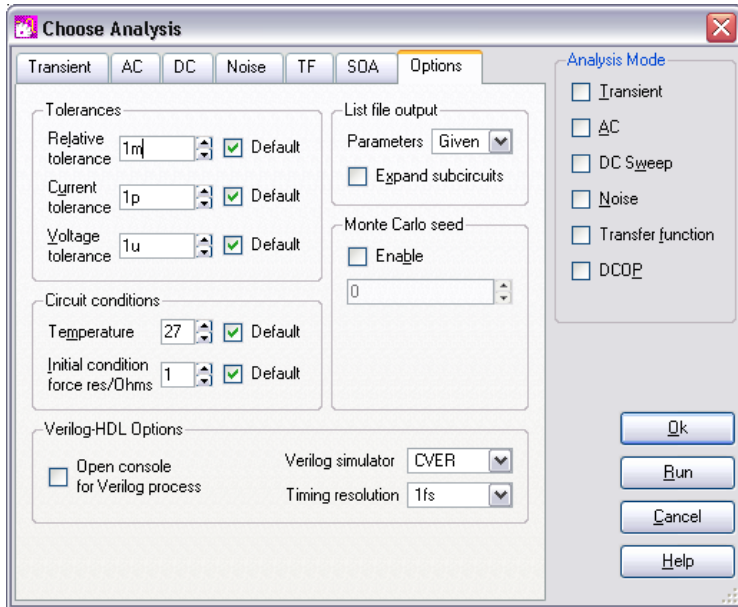 Choose Analysis
Transient AC DC Noise TF SOA Options
Tolerances
Relative
tolerance
1m
Default
Current
tolerance
1p
Default
Voltage
tolerance
1u
Default
Circuit conditions
Temperature 27 Default
Initial condition
force res/Ohms
1
Default
List file output
Parameters Given
Expand subcircuits
Monte Carlo seed
Enable
0
Verilog-HDL Options
Open console
for Verilog process
Verilog simulator CVER
Timing resolution 1fs
Analysis Mode
Transient
AC
DC Sweep
Noise
Transfer function
DCOP
Ok
Run
Cancel
Help